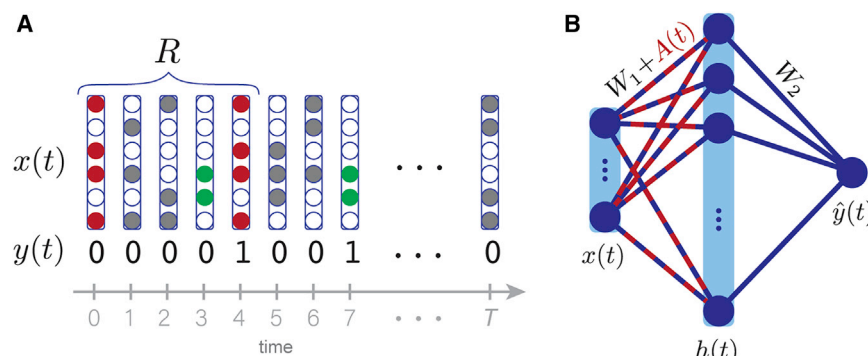 A
R
x(t)
...
y(t) 0 0 0 0 1 0 0 1 ... 0
0 1 2 3 4 5 6 7 ... T
time
B
W₁+A(t)
W₂
x(t)
ŷ(t)
h(t)